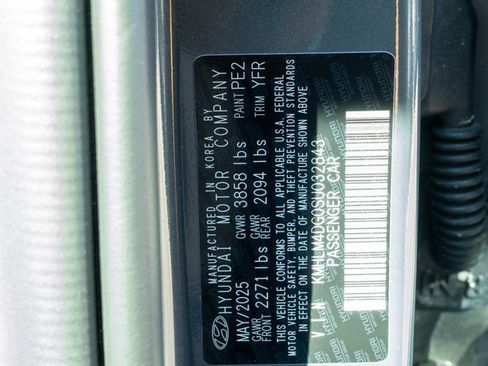 MANUFACTURED IN KOREA BY
HYUNDAI MOTOR COMPANY
MAY/2025 GVWR 3858 lbs PAINT PE2
GAWR FRONT 2271 lbs GAWR REAR 2094 lbs TRIM YFR
THIS VEHICLE CONFORMS TO ALL APPLICABLE U.S.A. FEDERAL
MOTOR VEHICLE SAFETY, BUMPER, AND THEFT PREVENTION STANDARDS
IN EFFECT ON THE DATE OF MANUFACTURE SHOWN ABOVE
KMHLM4DG0SU032843
PASSENGER CAR
HYUNDAI